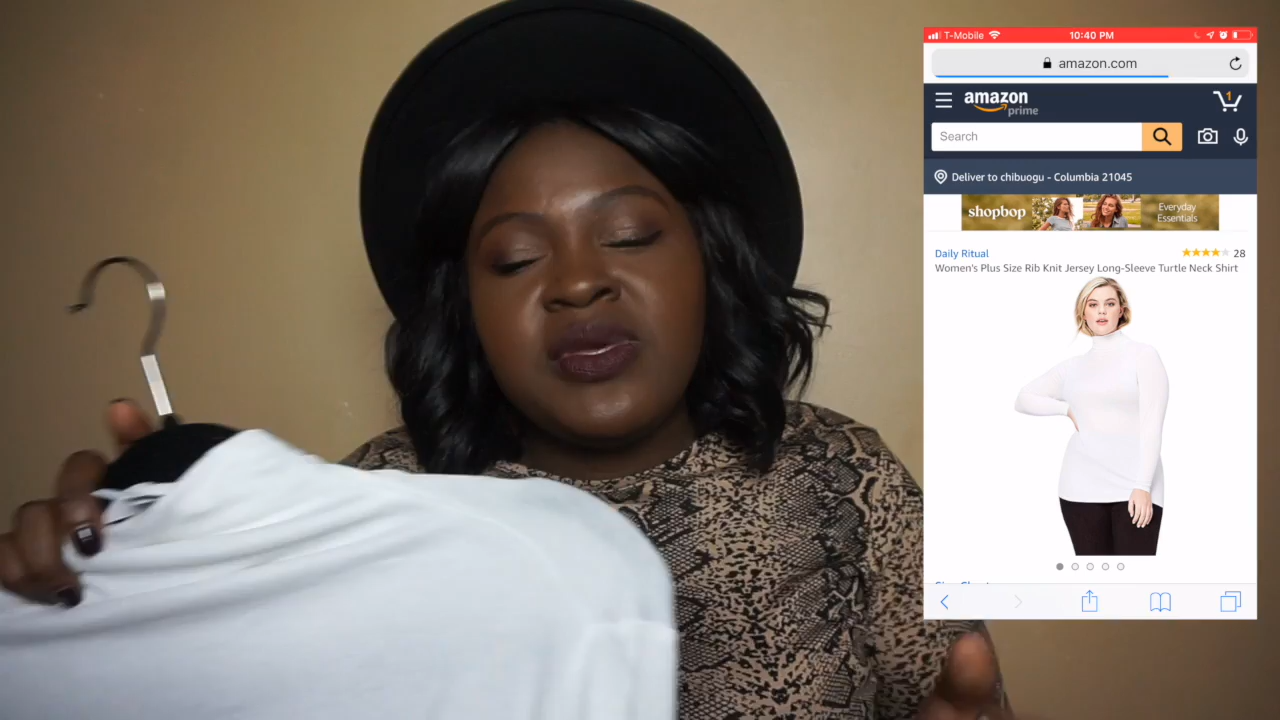 T-Mobile 10:40 PM
amazon.com
amazon
prime
1
Search
Deliver to chibuogu - Columbia 21045
shopbop
Everyday
Essentials
Daily Ritual 28
Women's Plus Size Rib Knit Jersey Long-Sleeve Turtle Neck Shirt